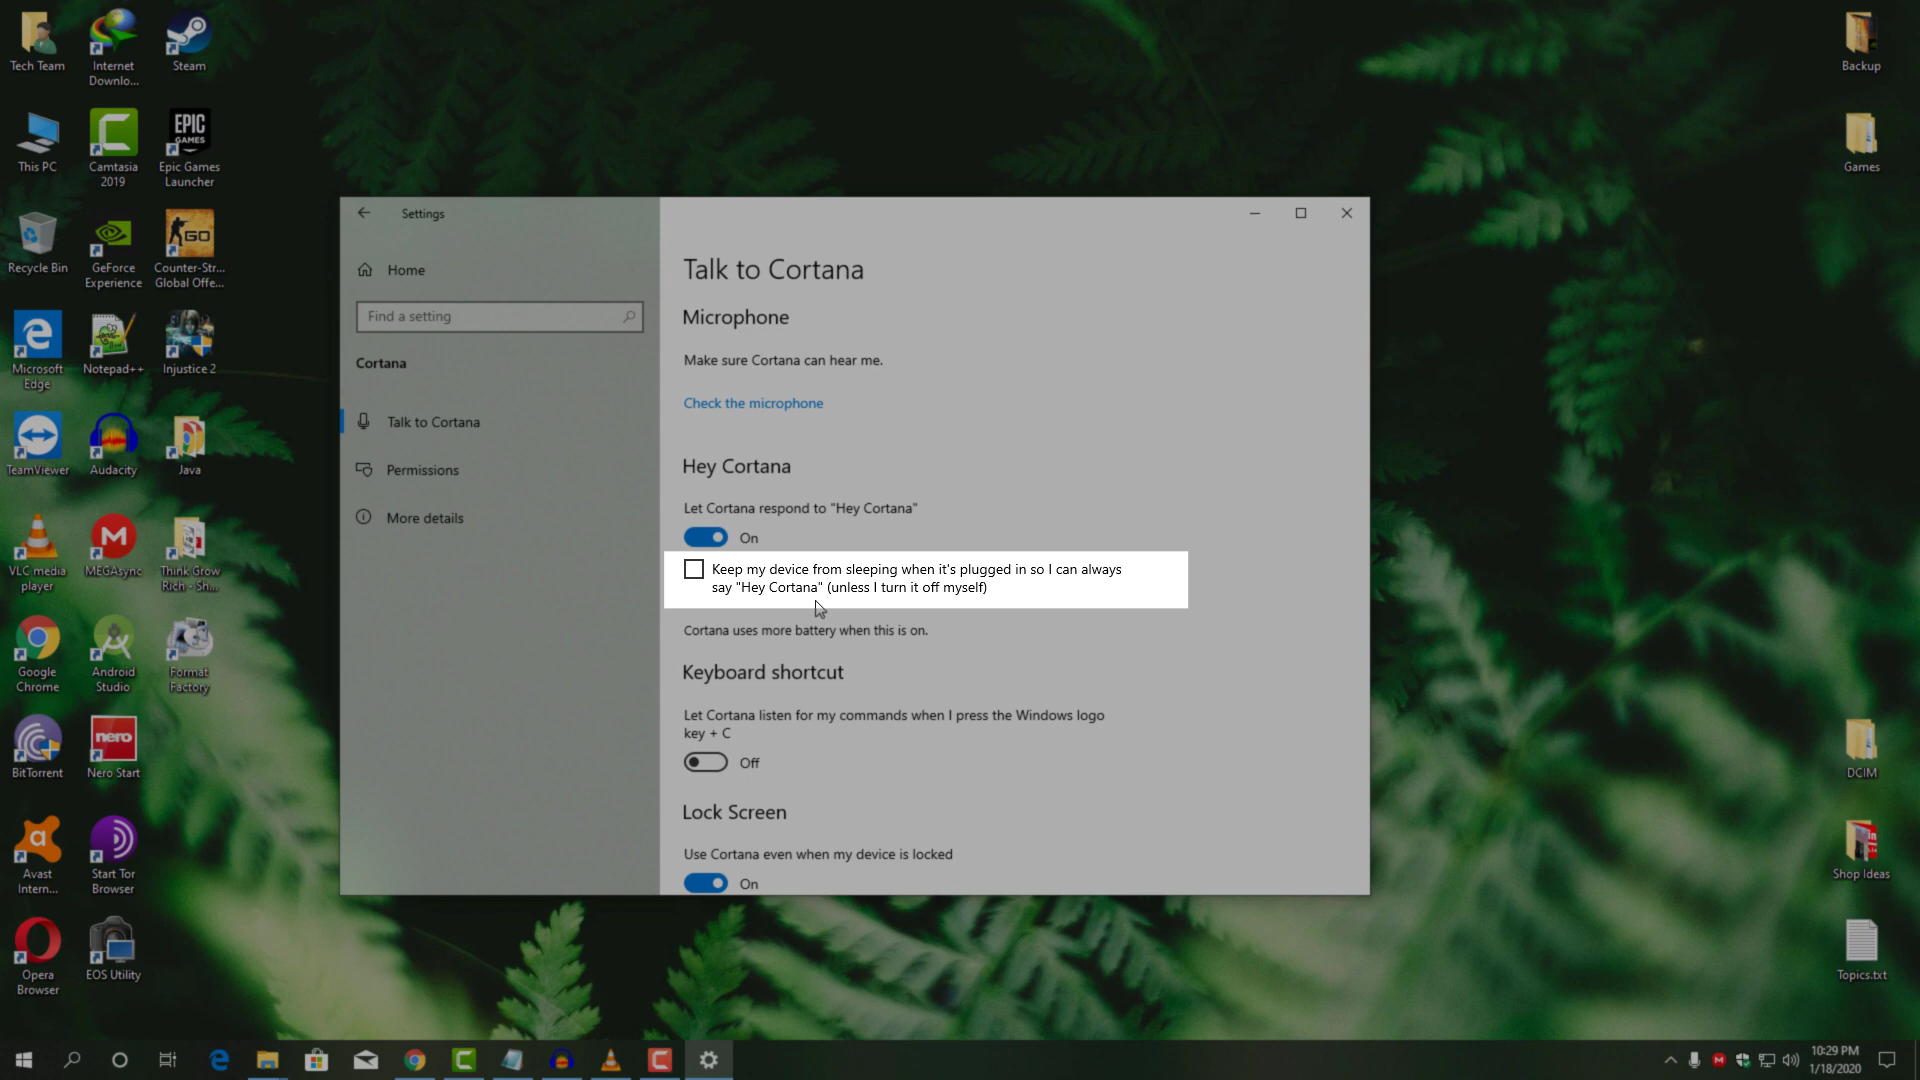 Tech Team
Internet
Downlo...
Steam
Backup
This PC
Camtasia
2019
EPIC
GAMES
Epic Games
Launcher
Games
Recycle Bin
GeForce
Experience
GO
Counter-Str...
Global Offe...
Microsoft
Edge
Notepad++
Injustice 2
TeamViewer
Audacity
Java
VLC media
player
MEGAsync
Think Grow
Rich - Sh...
Google
Chrome
Android
Studio
Format
Factory
BitTorrent
nero
Nero Start
DCIM
Avast
Intern...
Start Tor
Browser
Shop Ideas
Opera
Browser
EOS Utility
Topics.txt
Settings
Home
Find a setting
Cortana
Talk to Cortana
Permissions
More details
Talk to Cortana
Microphone
Make sure Cortana can hear me.
Check the microphone
Hey Cortana
Let Cortana respond to "Hey Cortana"
On
Keep my device from sleeping when it's plugged in so I can always
say "Hey Cortana" (unless I turn it off myself)
Cortana uses more battery when this is on.
Keyboard shortcut
Let Cortana listen for my commands when I press the Windows logo
key + C
Off
Lock Screen
Use Cortana even when my device is locked
On
10:29 PM
1/18/2020